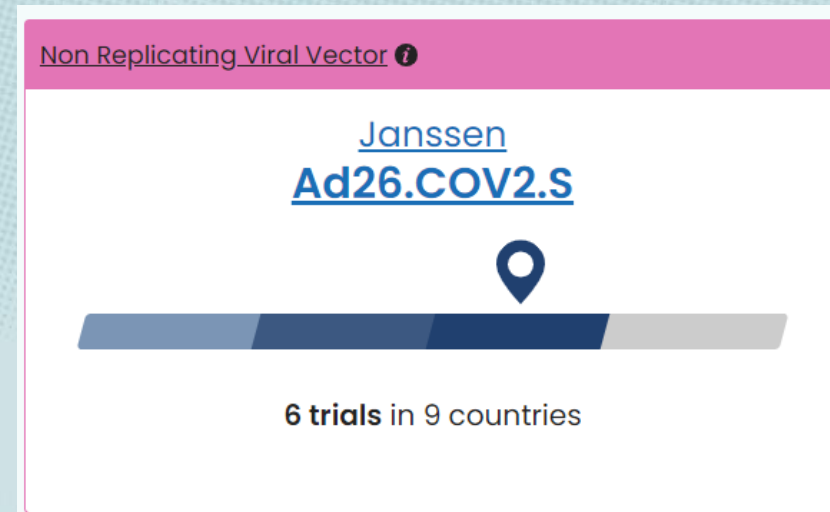 Non Replicating Viral Vector i
Janssen
Ad26.COV2.S
6 trials in 9 countries